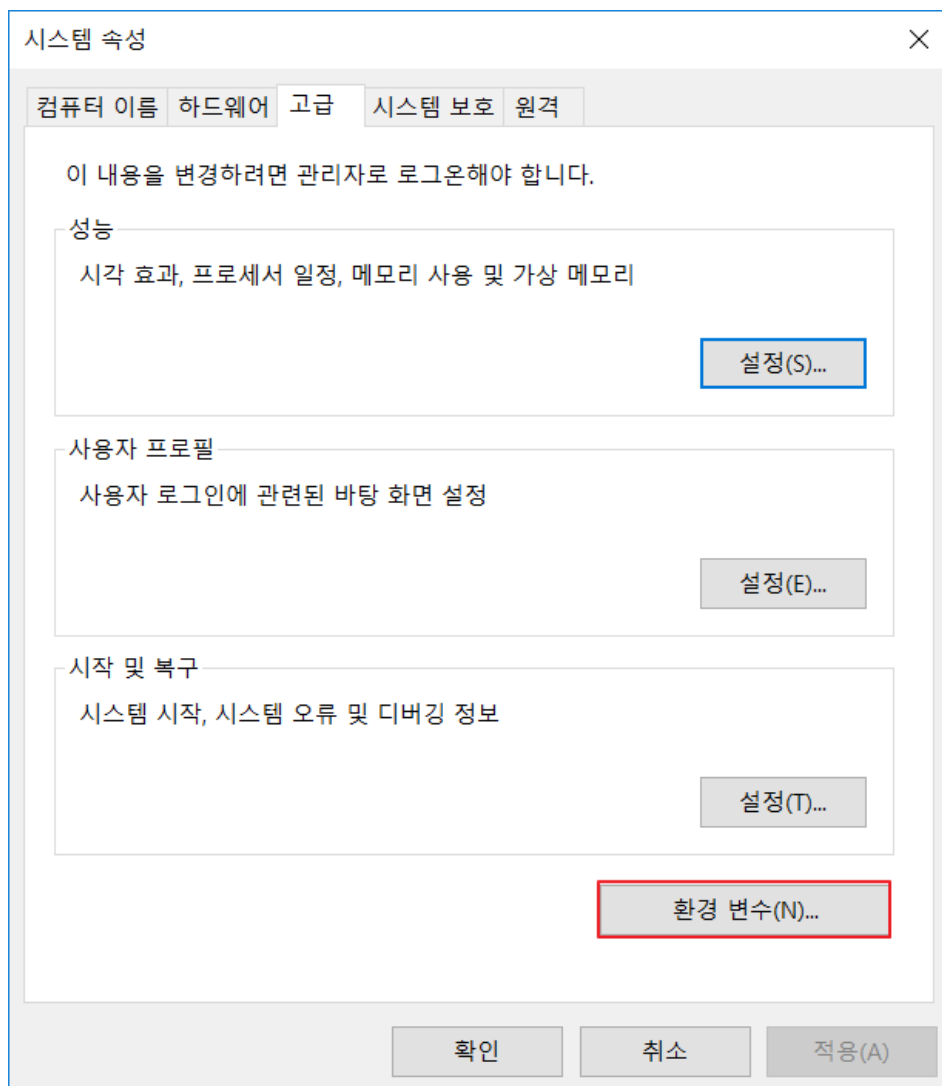 시스템 속성
컴퓨터 이름 하드웨어 고급 시스템 보호 원격
이 내용을 변경하려면 관리자로 로그온해야 합니다.
성능
시각 효과, 프로세서 일정, 메모리 사용 및 가상 메모리
설정(S)...
사용자 프로필
사용자 로그인에 관련된 바탕 화면 설정
설정(E)...
시작 및 복구
시스템 시작, 시스템 오류 및 디버깅 정보
설정(T)...
환경 변수(N)...
확인 취소 적용(A)